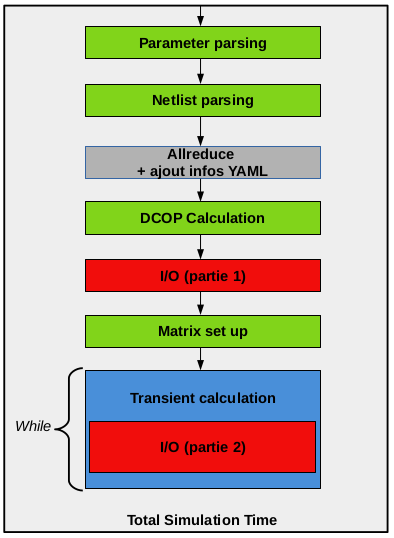 Parameter parsing
Netlist parsing
Allreduce
+ ajout infos YAML
DCOP Calculation
I/O (partie 1)
Matrix set up
Transient calculation
While
I/O (partie 2)
Total Simulation Time